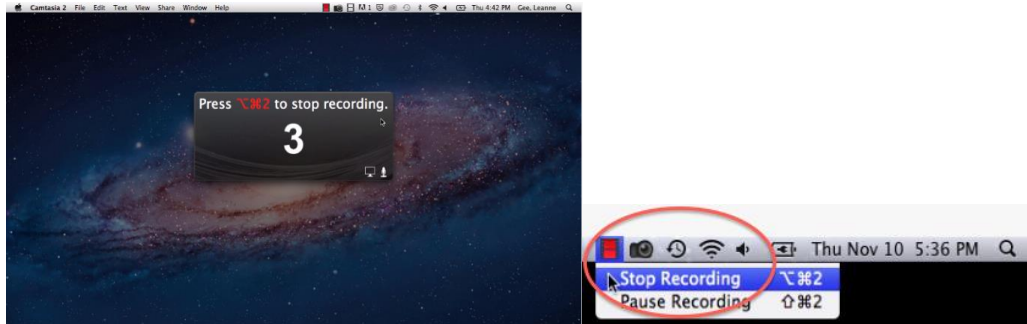 Camtasia 2 File Edit Text View Share Window Help Thu 4:42 PM Gee, Leanne
Press ⌥⌘2 to stop recording.
3
Thu Nov 10 5:36 PM
Stop Recording ⌥⌘2
Pause Recording ⇧⌘2